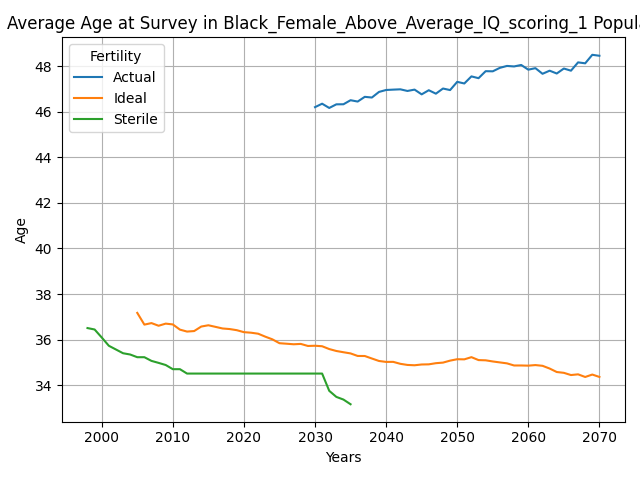 Average Age at Survey in Black_Female_Above_Average_IQ_scoring_1 Popul
Fertility
Actual
Ideal
Sterile
48
46
44
42
40
38
36
34
Age
2000 2010 2020 2030 2040 2050 2060 2070
Years